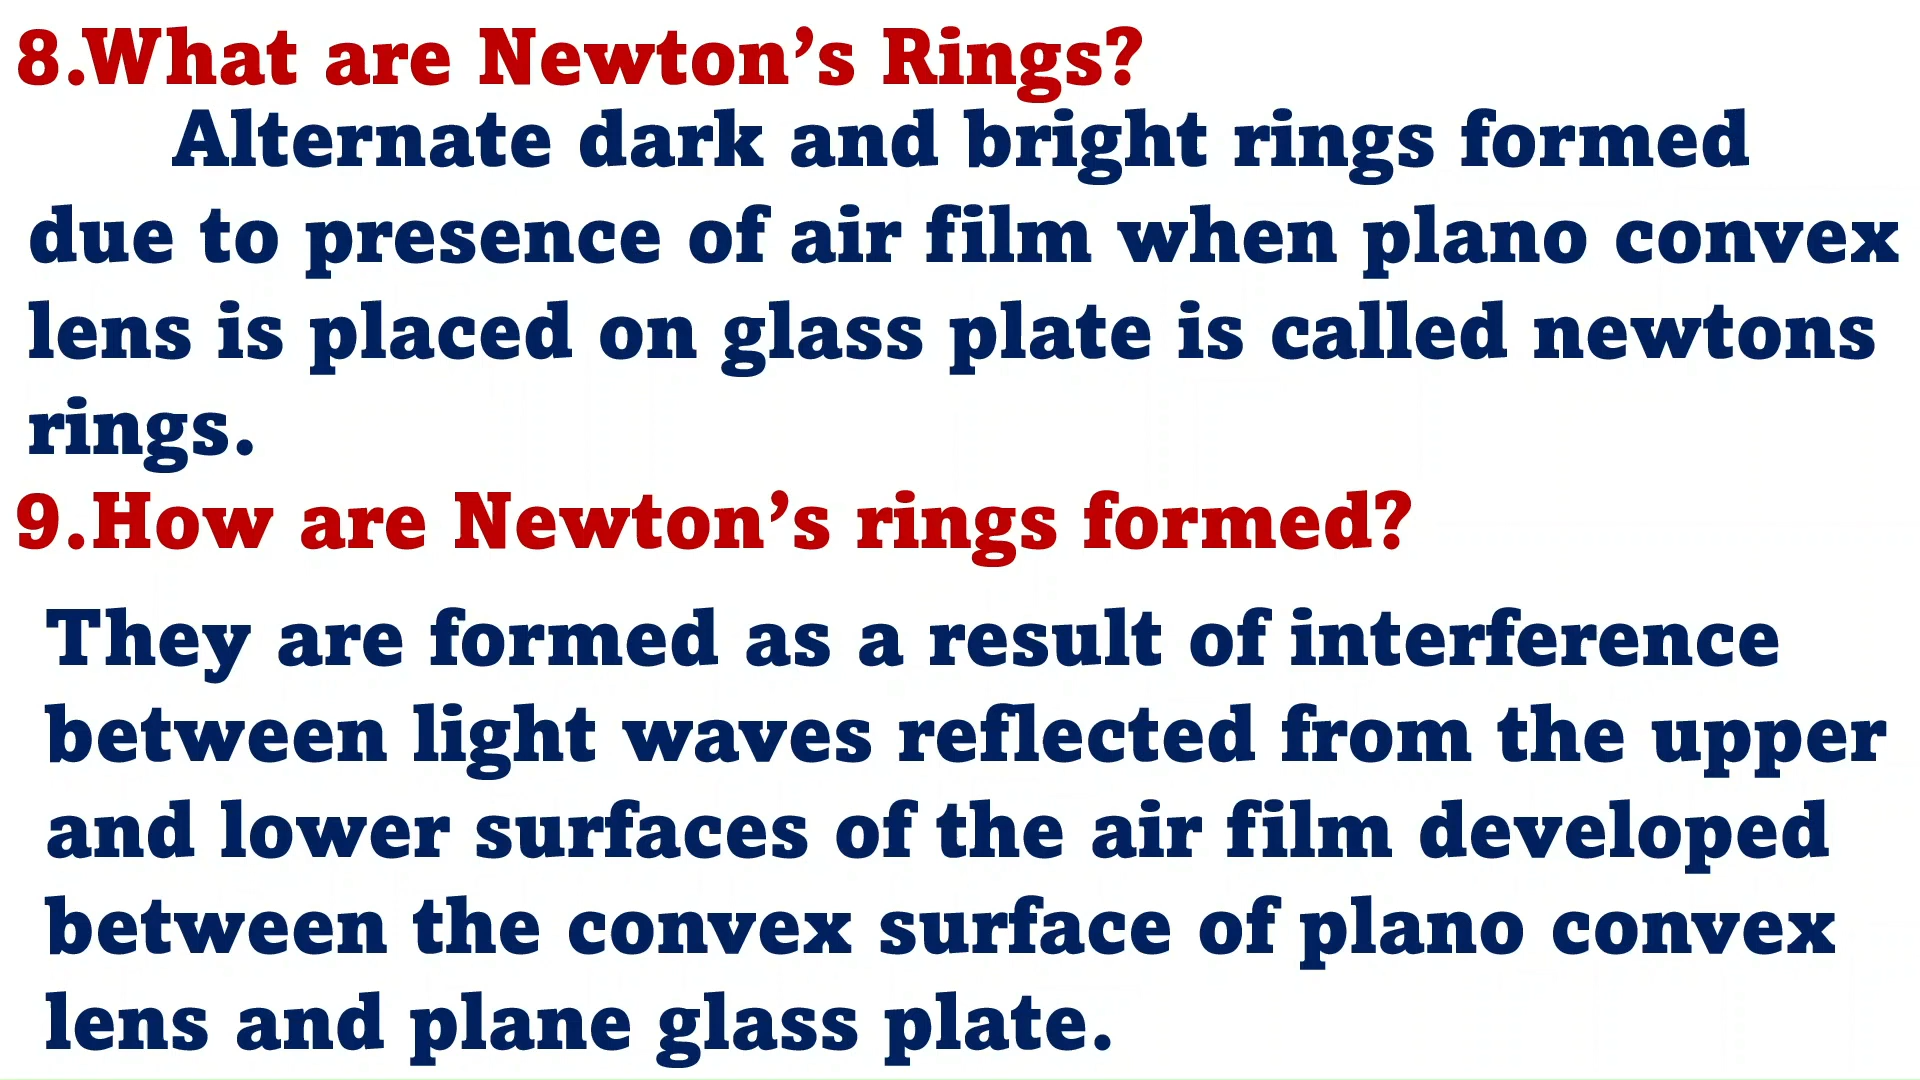 8.What are Newton’s Rings?
Alternate dark and bright rings formed
due to presence of air film when plano convex
lens is placed on glass plate is called newtons
rings.
9.How are Newton’s rings formed?
They are formed as a result of interference
between light waves reflected from the upper
and lower surfaces of the air film developed
between the convex surface of plano convex
lens and plane glass plate.